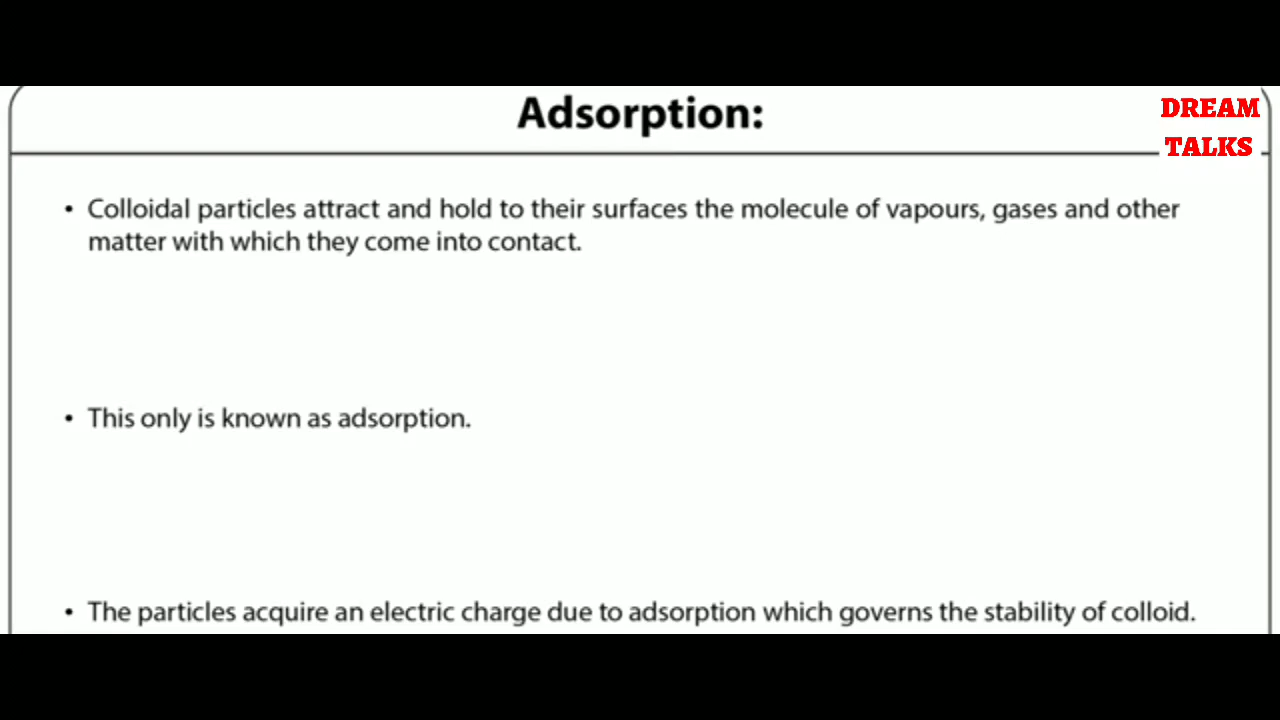 Adsorption:
DREAM
TALKS
• Colloidal particles attract and hold to their surfaces the molecule of vapours, gases and other
matter with which they come into contact.
• This only is known as adsorption.
• The particles acquire an electric charge due to adsorption which governs the stability of colloid.